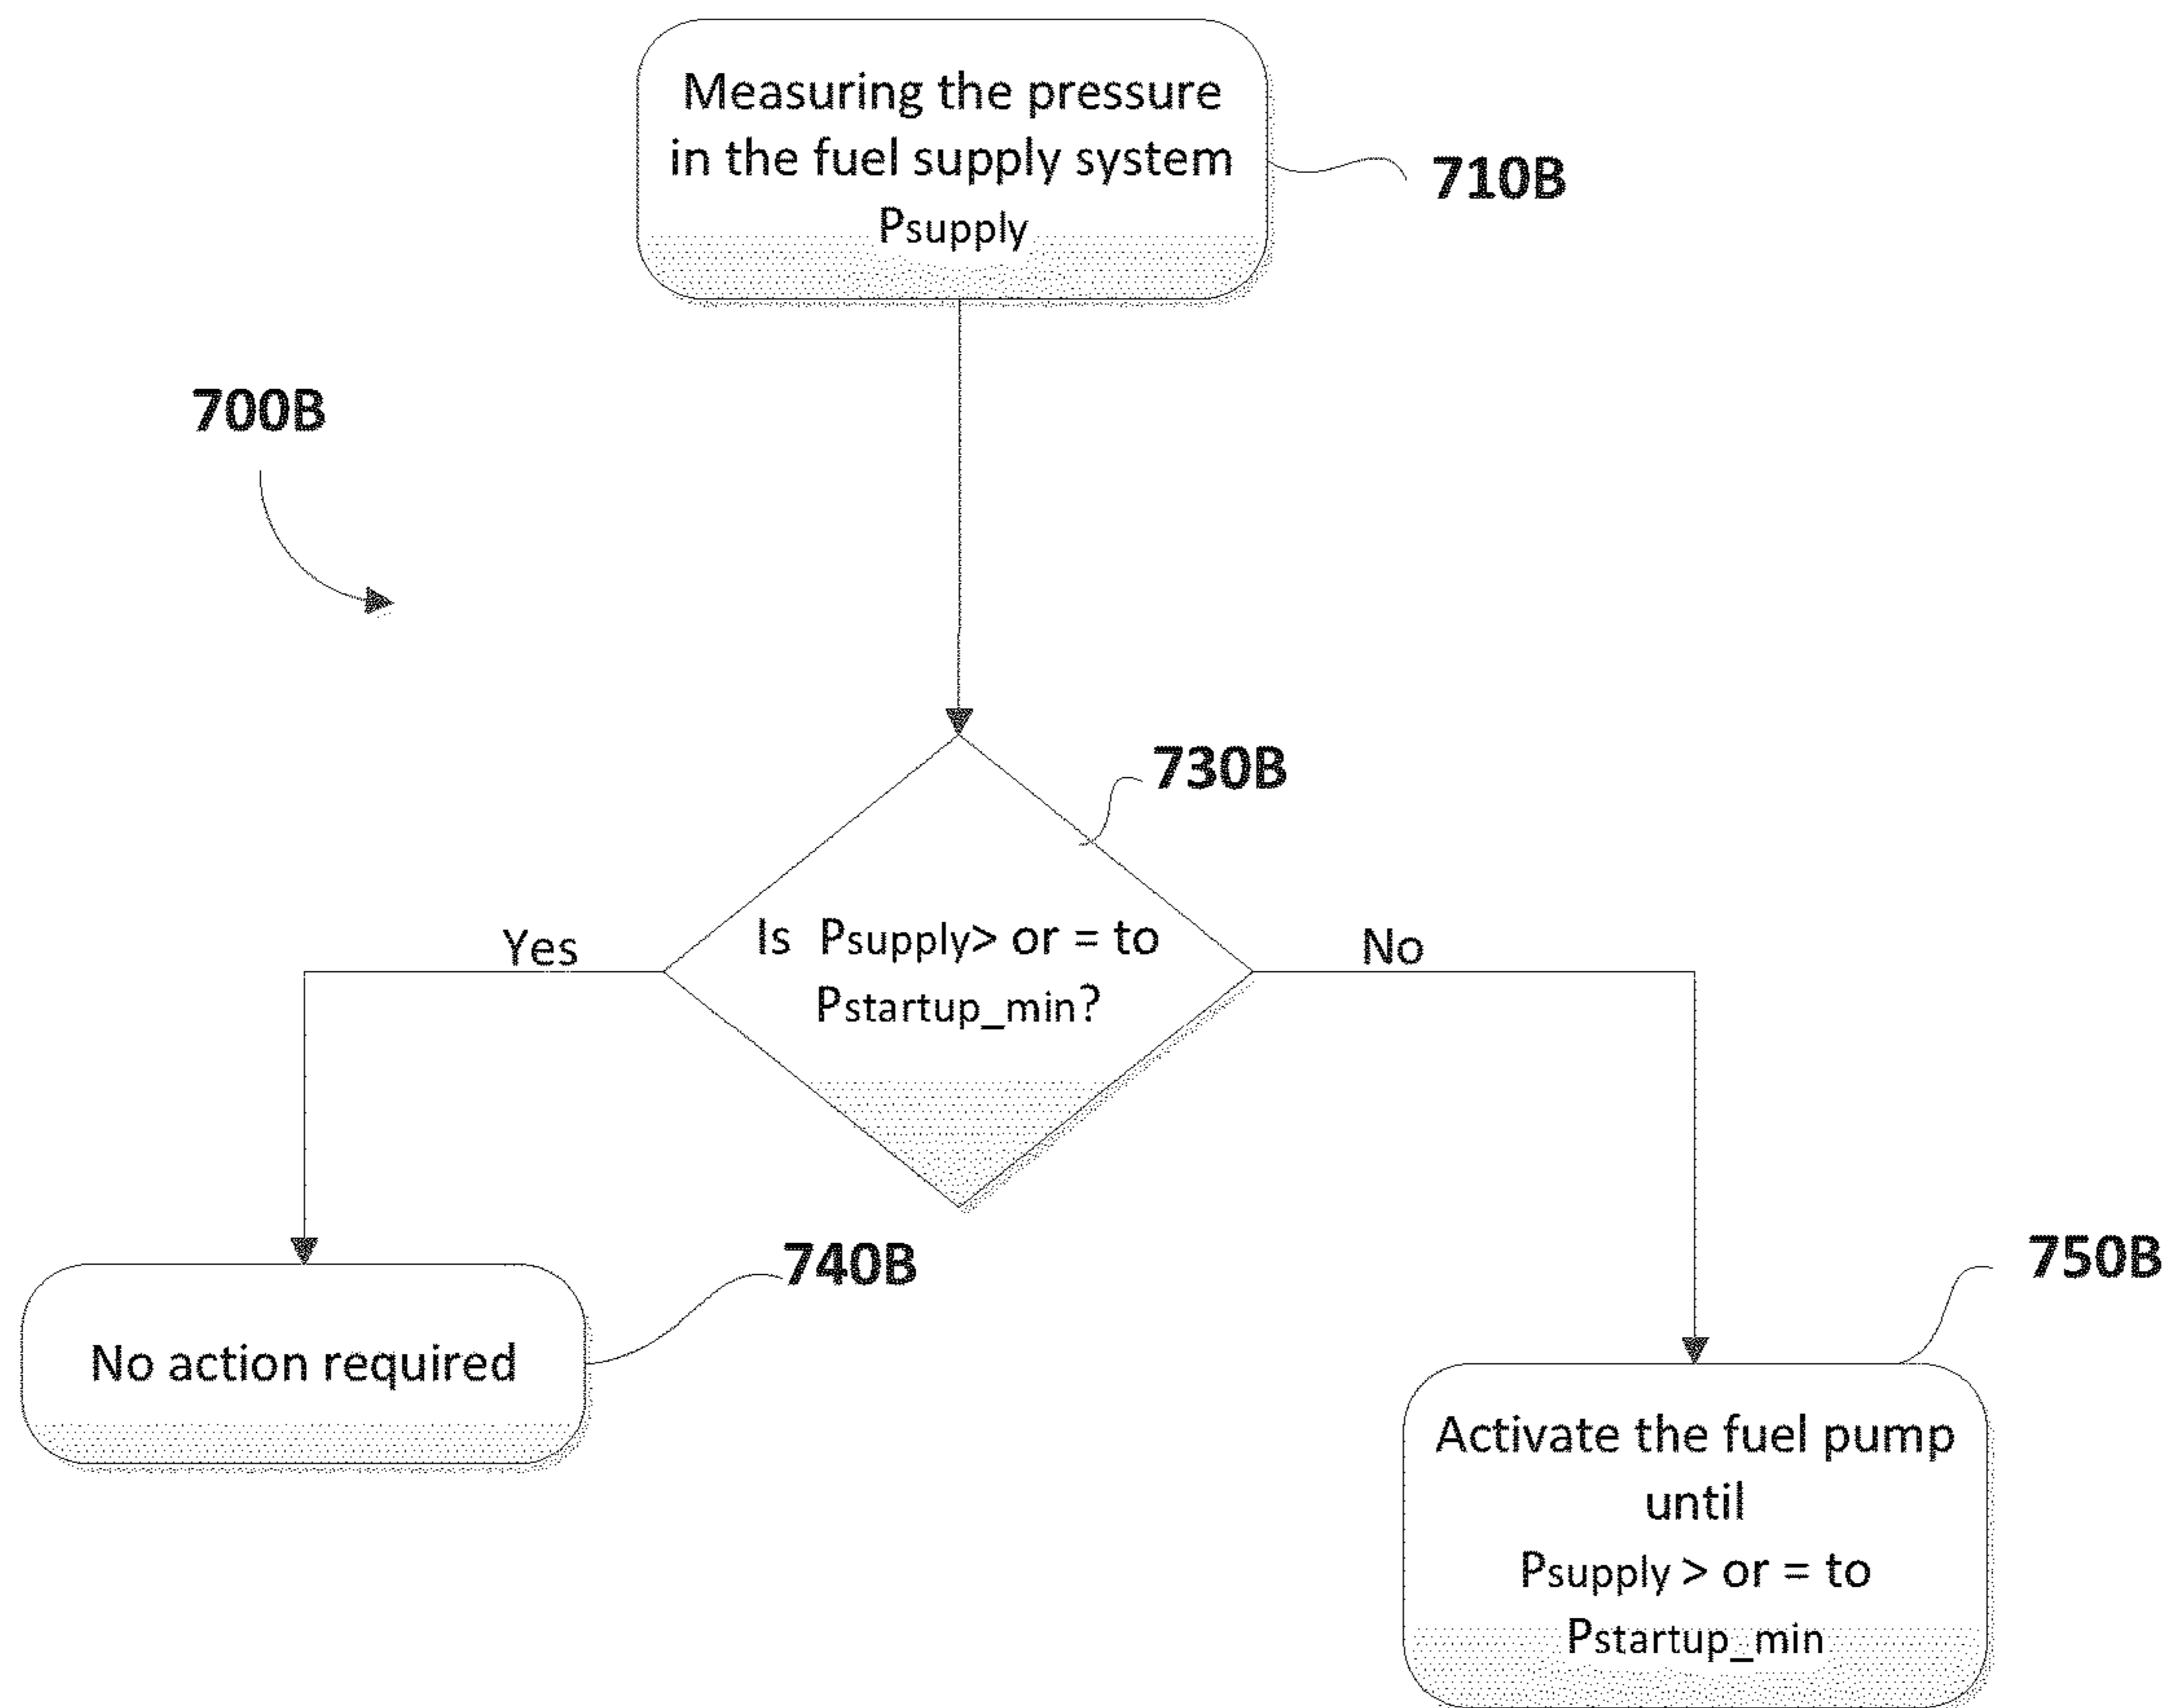 Measuring the pressure
in the fuel supply system
Psupply
710B
700B
730B
Is Psupply> or = to
Pstartup_min?
Yes
No
740B
No action required
750B
Activate the fuel pump
until
Psupply > or = to
Pstartup_min